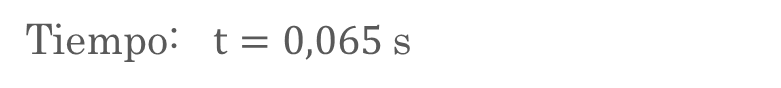 Tiempo: t = 0,065 s